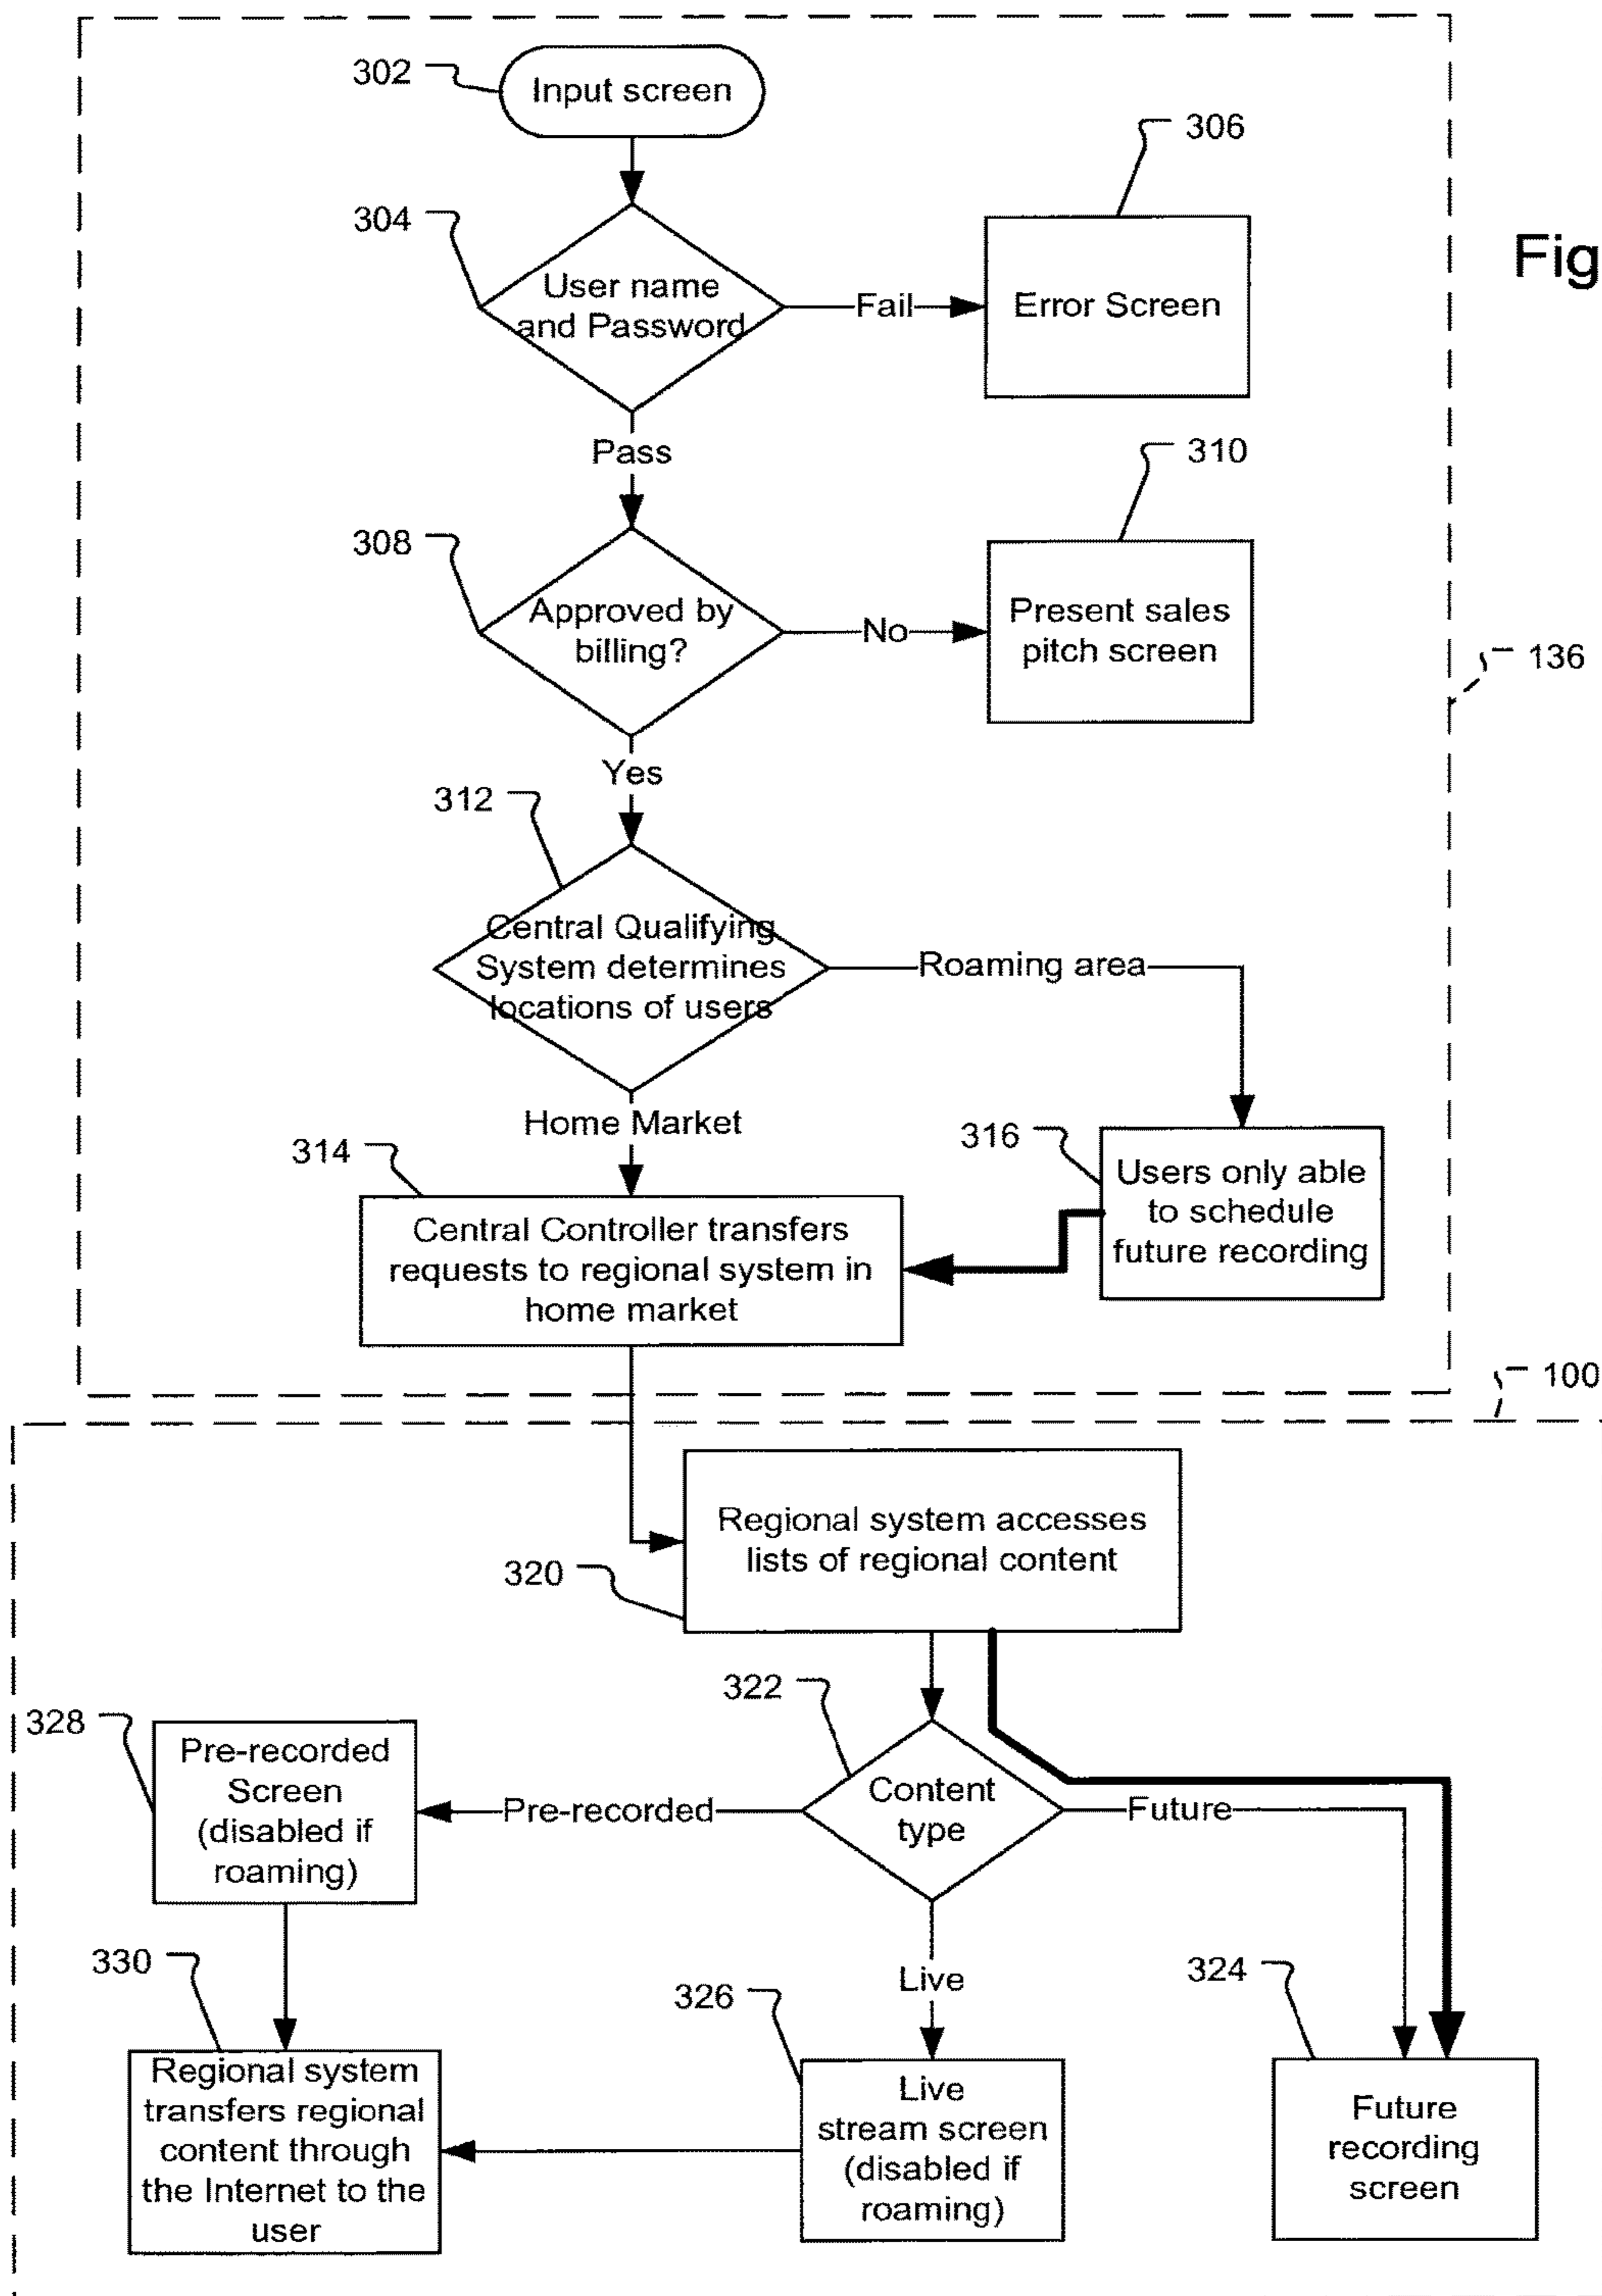 302
Input screen
306
304
User name
and Password
Fail
Error Screen
Fig
Pass
310
308
Approved by
billing?
No
Present sales
pitch screen
136
Yes
312
Central Qualifying
System determines
locations of users
Roaming area
Home Market
314
316
Users only able
to schedule
future recording
Central Controller transfers
requests to regional system in
home market
100
Regional system accesses
lists of regional content
320
322
328
Pre-recorded
Screen
(disabled if
roaming)
Pre-recorded
Content
type
Future
330
Live
326
324
Regional system
transfers regional
content through
the Internet to the
user
Live
stream screen
(disabled if
roaming)
Future
recording
screen